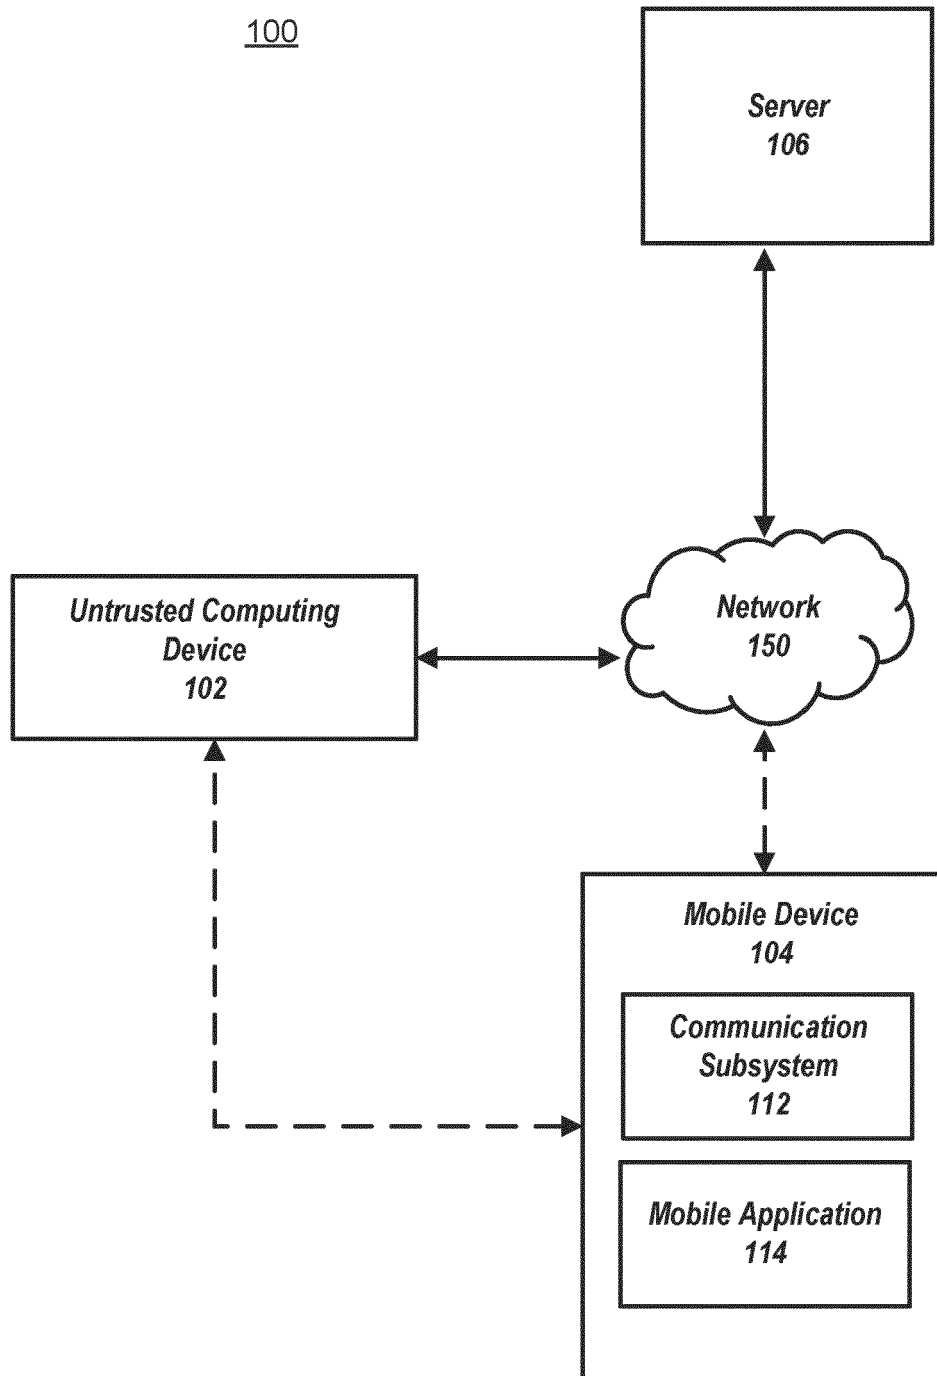 100
Server
106
Untrusted Computing
Device
102
Network
150
Mobile Device
104
Communication
Subsystem
112
Mobile Application
114